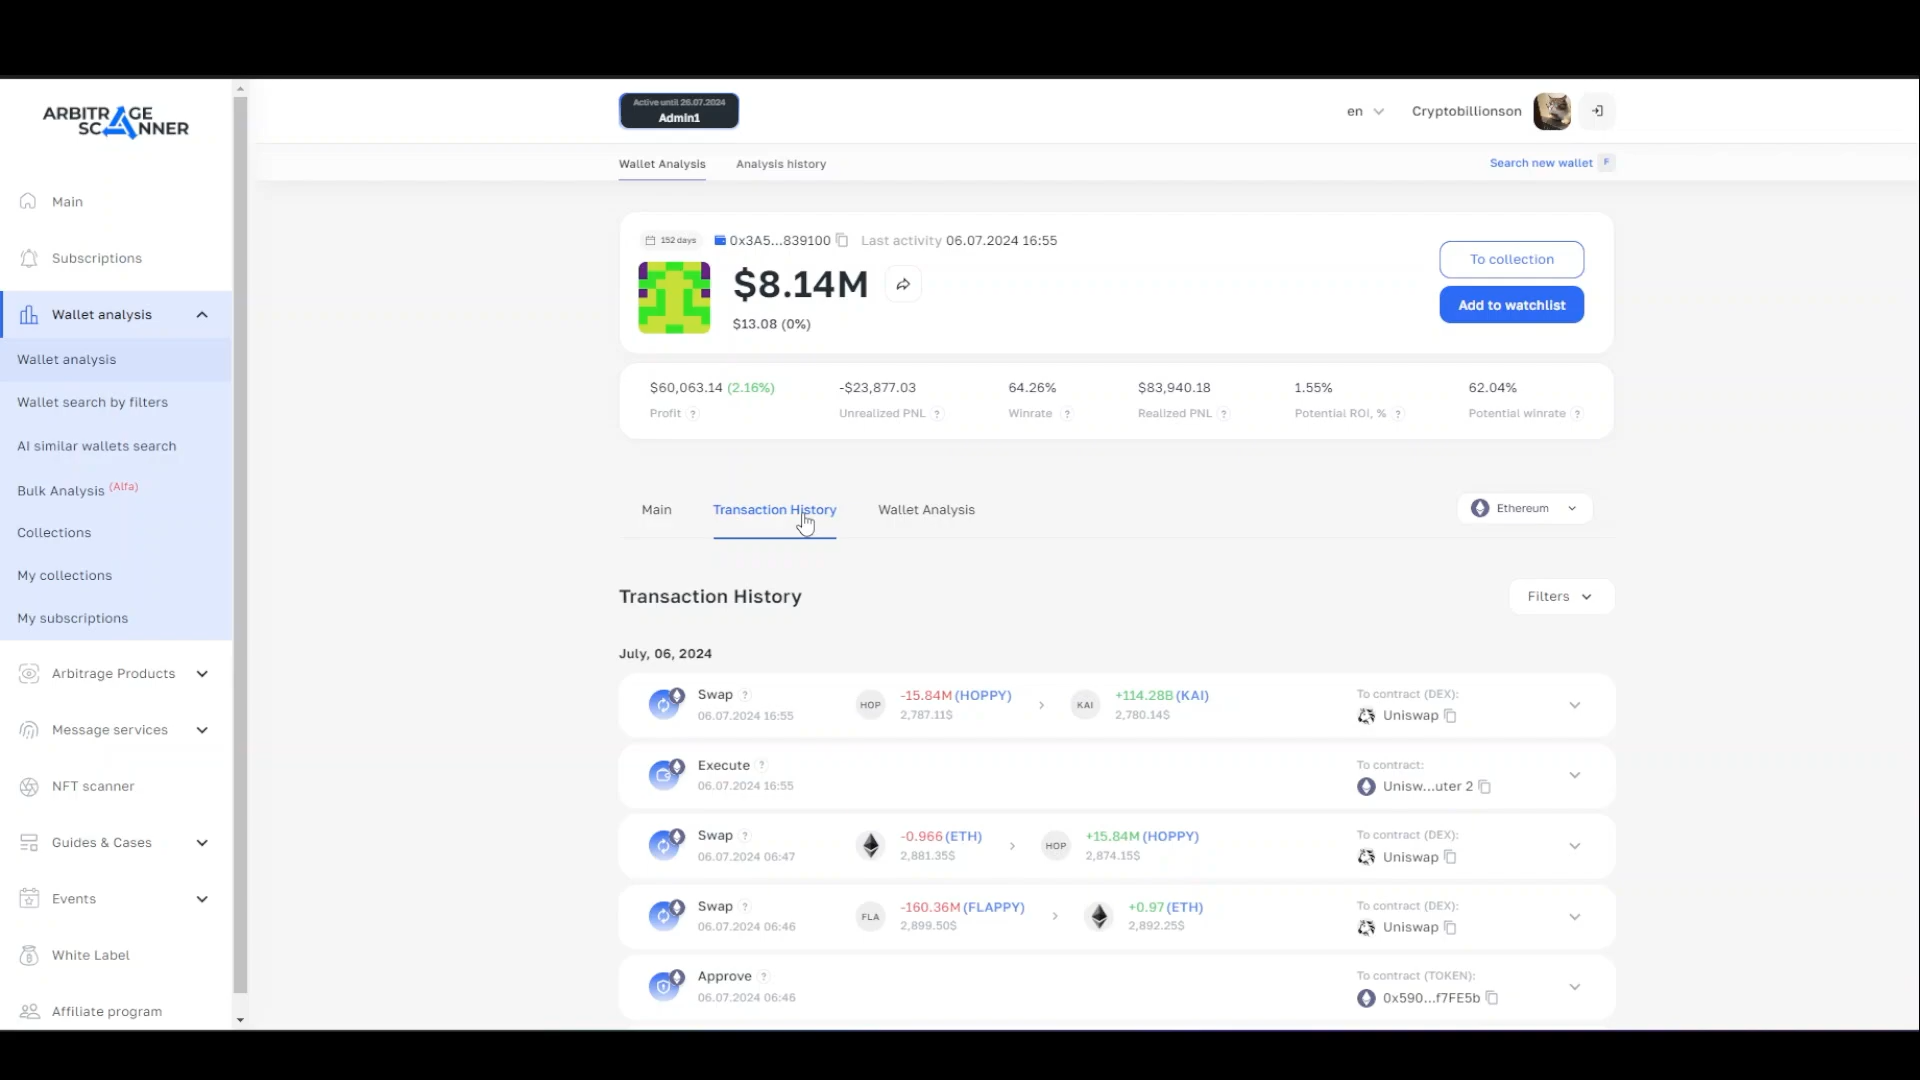 ARBITRAGE
SCANNER
Active until 26.07.2024
Admin1
en
Cryptobillionson
Wallet Analysis
Analysis history
Search new wallet F
Main
Subscriptions
Wallet analysis
Wallet analysis
Wallet search by filters
AI similar wallets search
Bulk Analysis (Alfa)
Collections
My collections
My subscriptions
Arbitrage Products
Message services
NFT scanner
Guides & Cases
Events
White Label
Affiliate program
152 days
0x3A5...839100
Last activity 06.07.2024 16:55
$8.14M
$13.08 (0%)
To collection
Add to watchlist
$60,063.14 (2.16%)
Profit ?
-$23,877.03
Unrealized PNL ?
64.26%
Winrate ?
$83,940.18
Realized PNL ?
1.55%
Potential ROI, % ?
62.04%
Potential winrate ?
Main
Transaction History
Wallet Analysis
Ethereum
Transaction History
Filters
July, 06, 2024
Swap ?
06.07.2024 16:55
HOP
-15.84M (HOPPY)
2,787.11$
KAI
+114.28B (KAI)
2,780.14$
To contract (DEX):
Uniswap
Execute ?
06.07.2024 16:55
To contract:
Unisw...uter 2
Swap ?
06.07.2024 06:47
-0.966 (ETH)
2,881.35$
HOP
+15.84M (HOPPY)
2,874.15$
To contract (DEX):
Uniswap
Swap ?
06.07.2024 06:46
FLA
-160.36M (FLAPPY)
2,899.50$
+0.97 (ETH)
2,892.25$
To contract (DEX):
Uniswap
Approve ?
06.07.2024 06:46
To contract (TOKEN):
0x590...f7FE5b